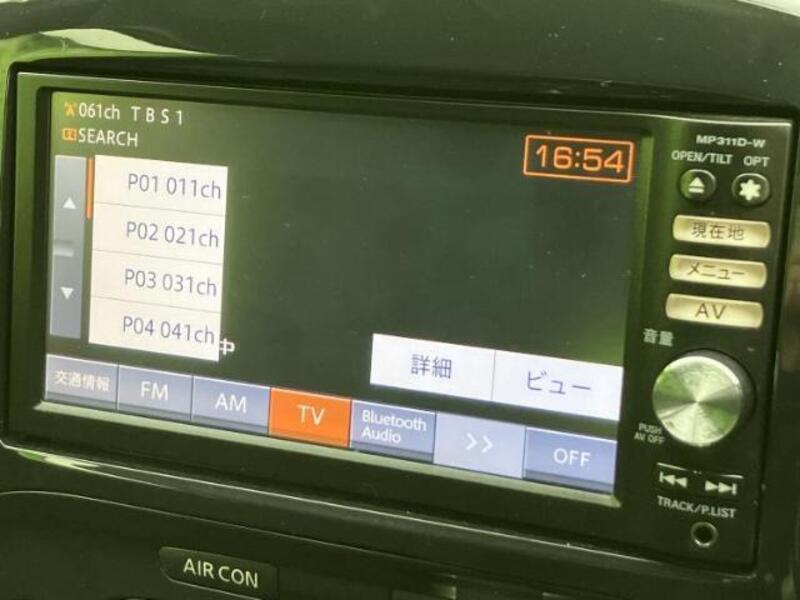 061ch TBS1
SEARCH
16:54
P01 011ch
P02 021ch
P03 031ch
P04 041ch
中
詳細
ビュー
交通情報
FM
AM
TV
Bluetooth
Audio
>>
OFF
MP311D-W
OPEN/TILT OPT
現在地
メニュー
AV
音量
PUSH
AV OFF
TRACK/P.LIST
AIR CON